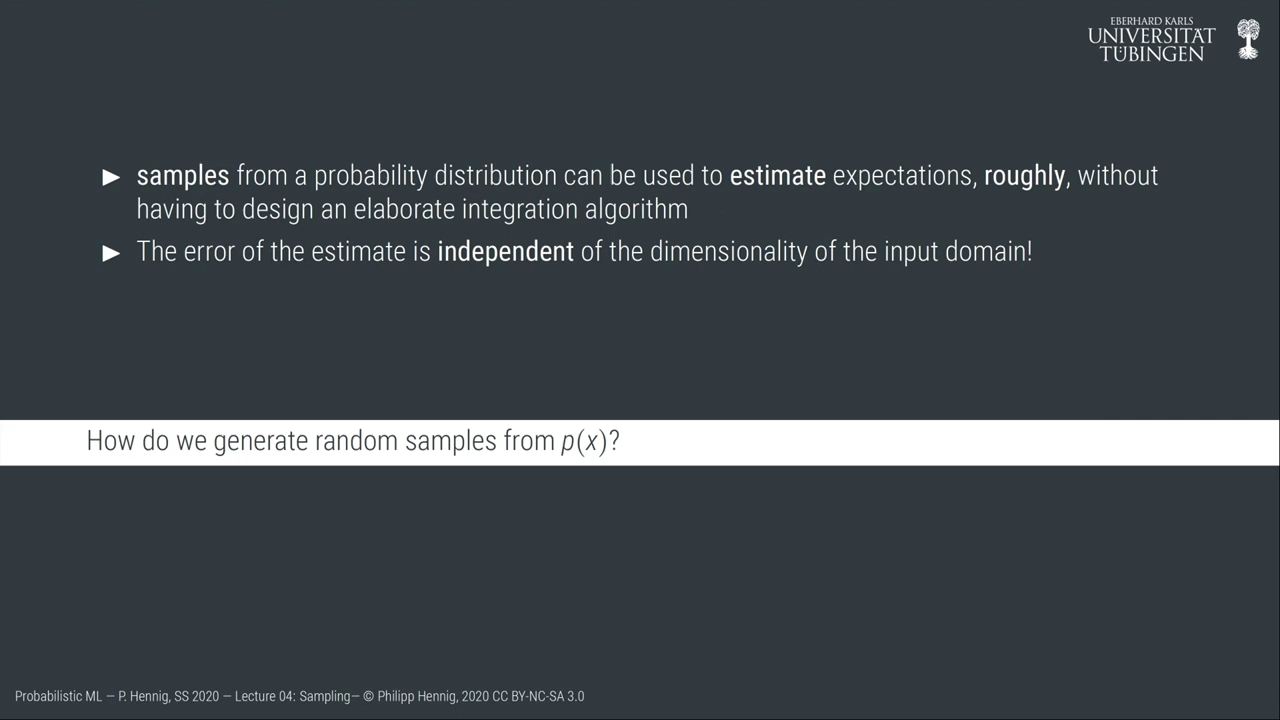 EBERHARD KARLS
UNIVERSITÄT
TÜBINGEN
► samples from a probability distribution can be used to estimate expectations, roughly, without
having to design an elaborate integration algorithm
► The error of the estimate is independent of the dimensionality of the input domain!
How do we generate random samples from p(x)?
Probabilistic ML — P. Hennig, SS 2020 — Lecture 04: Sampling— © Philipp Hennig, 2020 CC BY-NC-SA 3.0